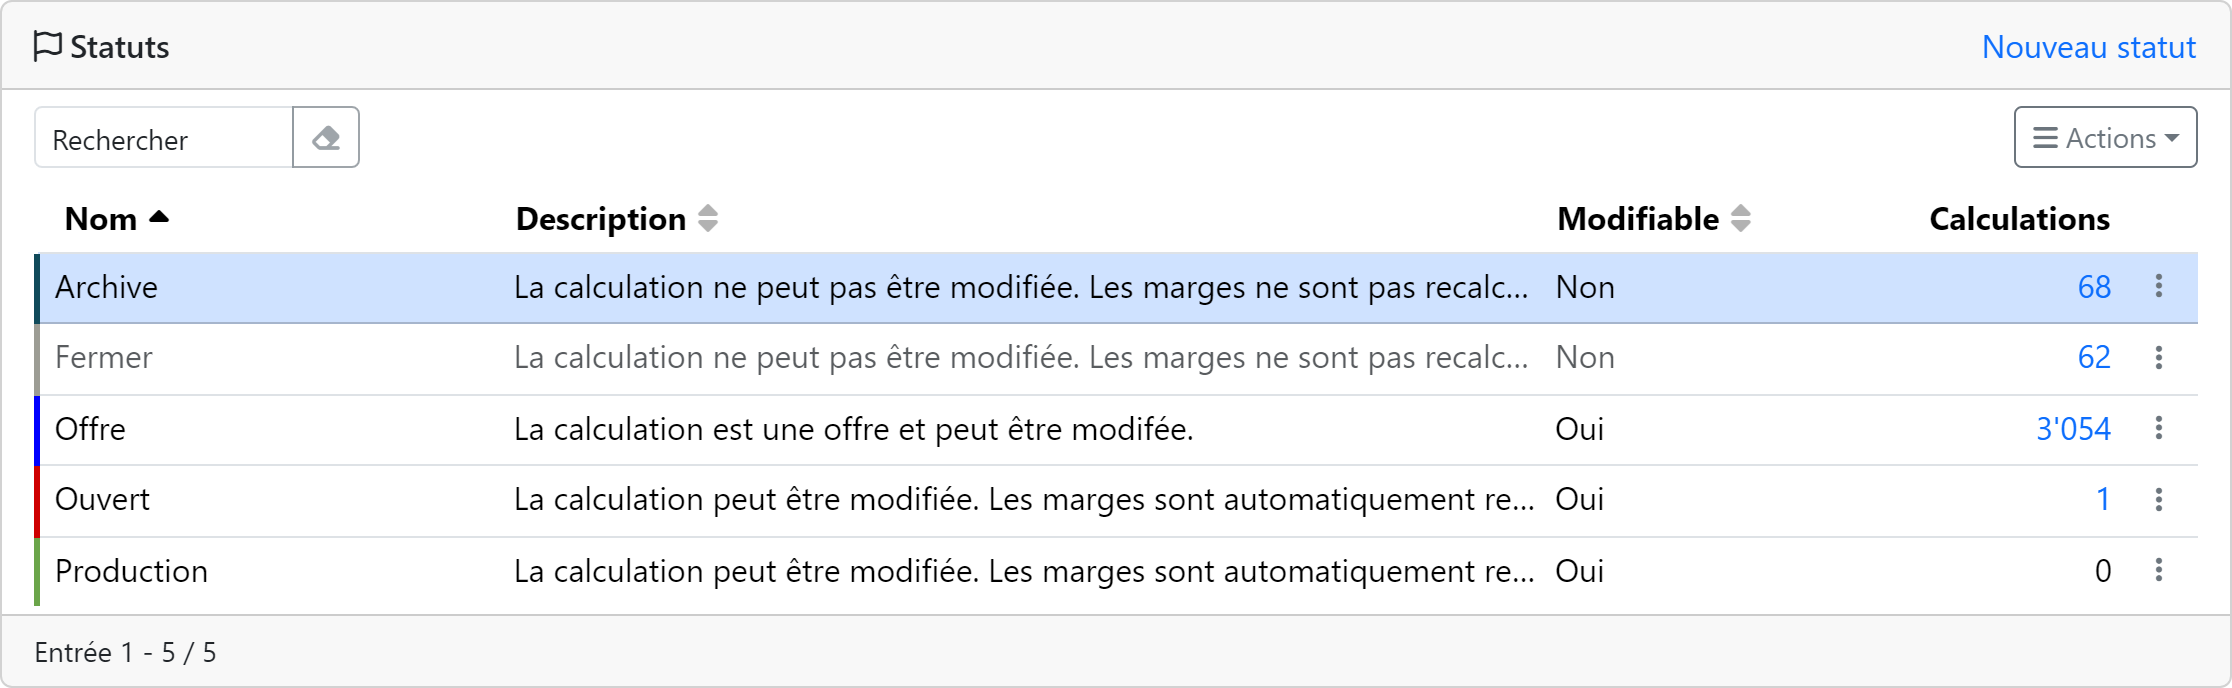 Statuts Nouveau statut
Rechercher Actions
Nom Description Modifiable Calculations
Archive La calculation ne peut pas être modifiée. Les marges ne sont pas recalc... Non 68
Fermer La calculation ne peut pas être modifiée. Les marges ne sont pas recalc... Non 62
Offre La calculation est une offre et peut être modifée. Oui 3'054
Ouvert La calculation peut être modifiée. Les marges sont automatiquement re... Oui 1
Production La calculation peut être modifiée. Les marges sont automatiquement re... Oui 0
Entrée 1 - 5 / 5